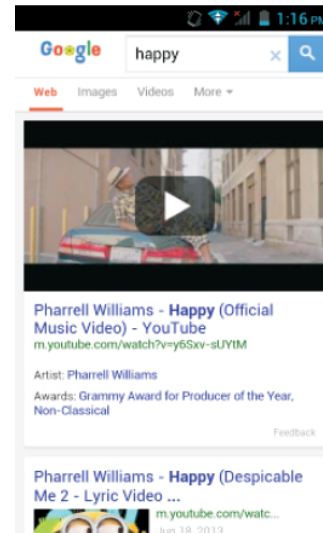 1:16 PM
Google
happy
Web Images Videos More
Pharrell Williams - Happy (Official
Music Video) - YouTube
m.youtube.com/watch?v=y6Sxv-sUYtM
Artist: Pharrell Williams
Awards: Grammy Award for Producer of the Year,
Non-Classical
Feedback
Pharrell Williams - Happy (Despicable
Me 2 - Lyric Video ...
m.youtube.com/watc...
Jun 18, 2013